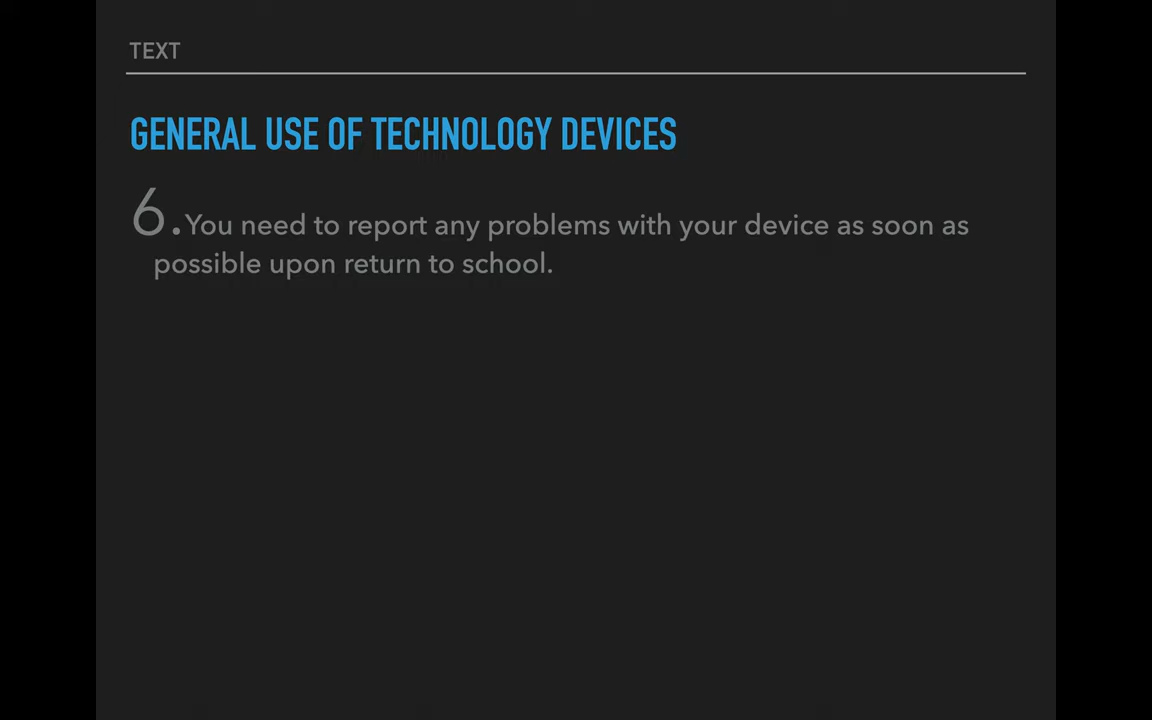 TEXT
GENERAL USE OF TECHNOLOGY DEVICES
6.You need to report any problems with your device as soon as
possible upon return to school.